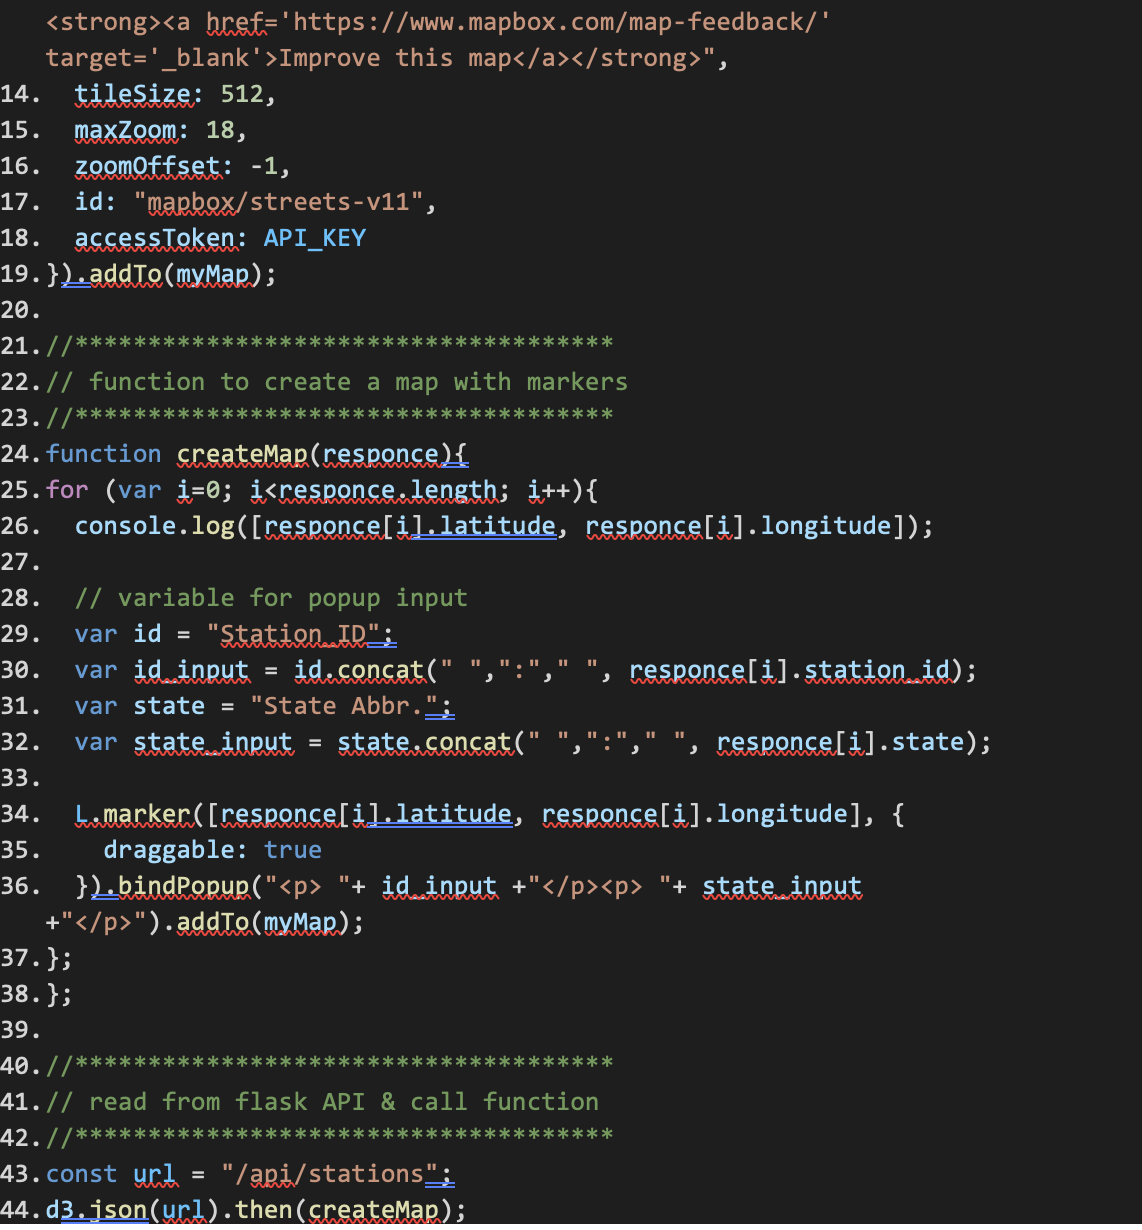 <strong><a href='https://www.mapbox.com/map-feedback/'
target='_blank'>Improve this map</a></strong>",
14.  tileSize: 512,
15.  maxZoom: 18,
16.  zoomOffset: -1,
17.  id: "mapbox/streets-v11",
18.  accessToken: API_KEY
19.}).addTo(myMap);
20.
21.//*************************************
22.// function to create a map with markers
23.//*************************************
24.function createMap(responce){
25.for (var i=0; i<responce.length; i++){
26.  console.log([responce[i].latitude, responce[i].longitude]);
27.
28.  // variable for popup input
29.  var id = "Station_ID";
30.  var id_input = id.concat(" ",":"," ", responce[i].station_id);
31.  var state = "State Abbr.";
32.  var state_input = state.concat(" ",":"," ", responce[i].state);
33.
34.  L.marker([responce[i].latitude, responce[i].longitude], {
35.    draggable: true
36.  }).bindPopup("<p> "+ id_input +"</p><p> "+ state_input
+"</p>").addTo(myMap);
37.};
38.};
39.
40.//*************************************
41.// read from flask API & call function
42.//*************************************
43.const url = "/api/stations";
44.d3.json(url).then(createMap);